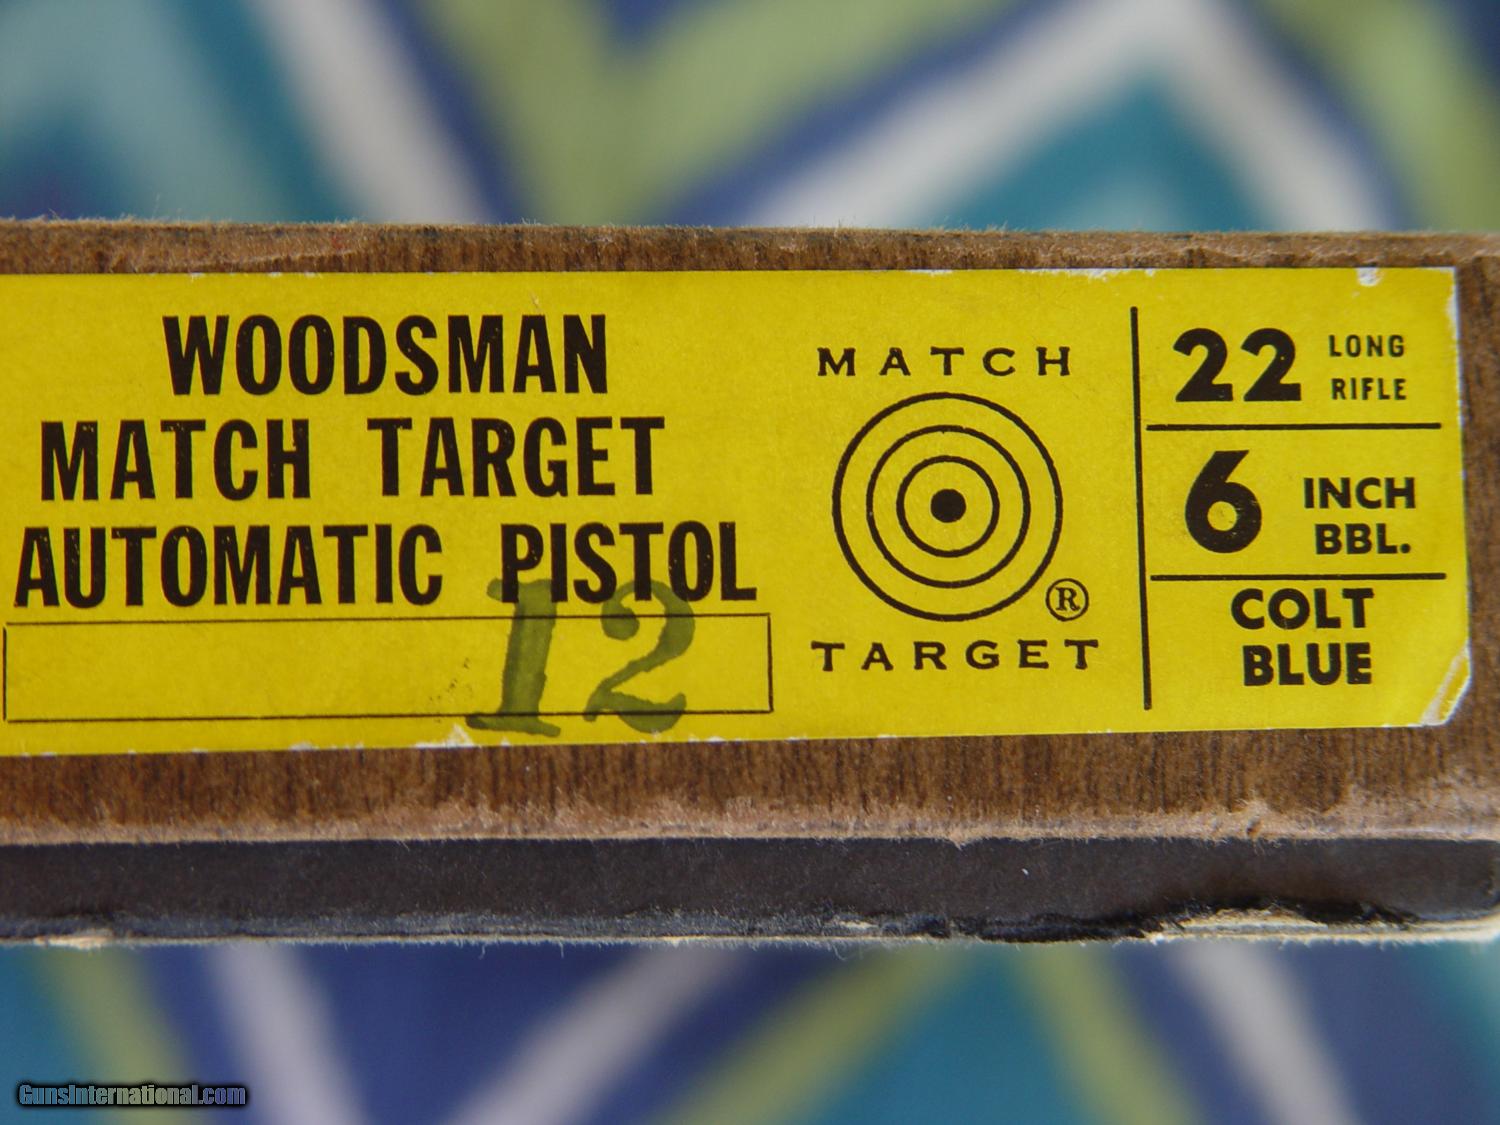 WOODSMAN
MATCH TARGET
AUTOMATIC PISTOL
12
MATCH
®
TARGET
22 LONG RIFLE
6 INCH BBL.
COLT
BLUE
GunsInternational.com